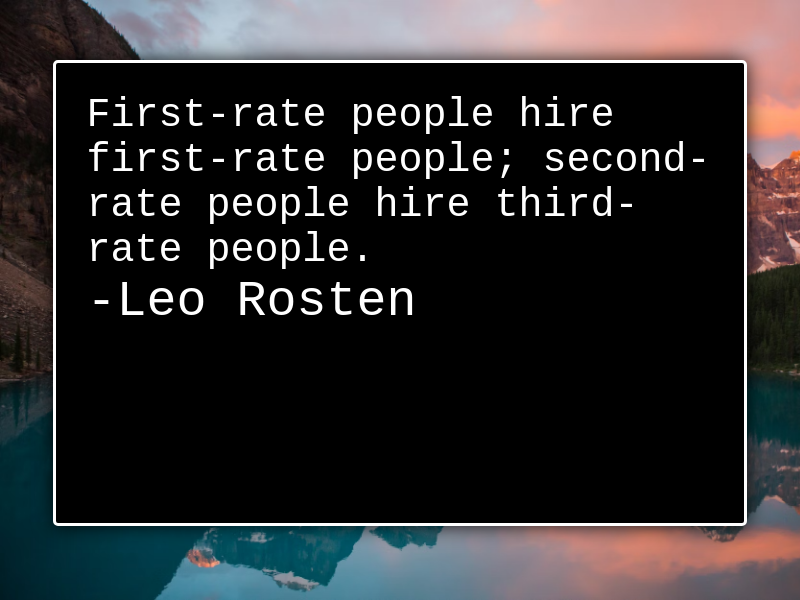 First-rate people hire
first-rate people; second-
rate people hire third-
rate people.
-Leo Rosten